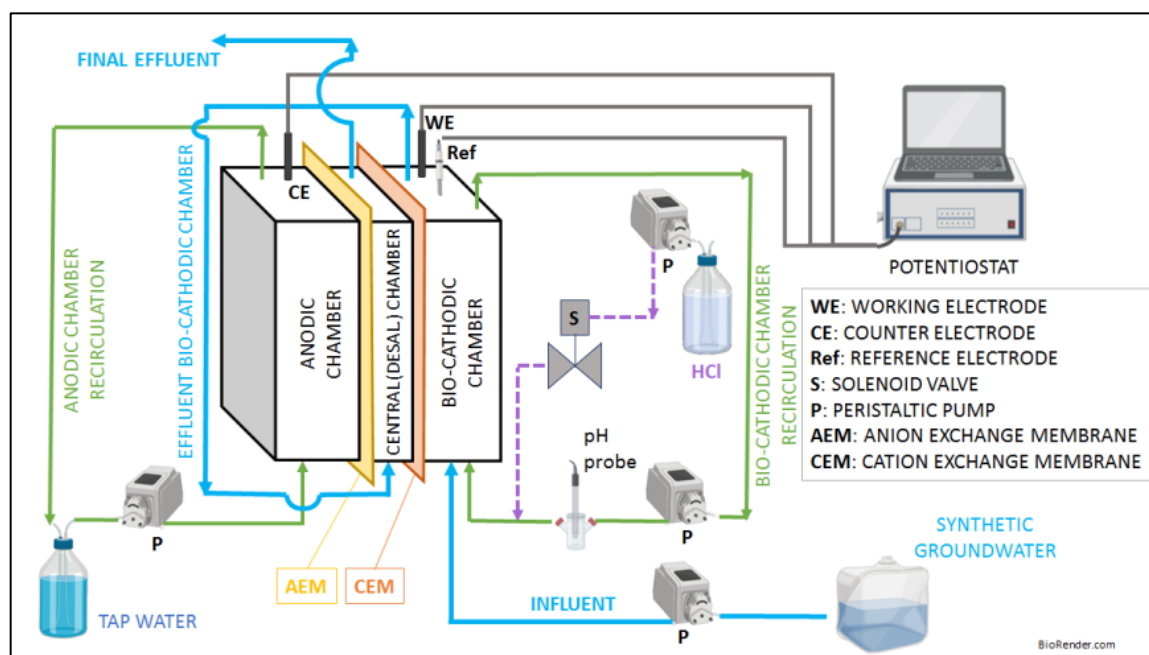 FINAL EFFLUENT
WE
Ref
CE
ANODIC CHAMBER
RECIRCULATION
EFFLUENT BIO-CATHODIC CHAMBER
ANODIC
CHAMBER
CENTRAL(DESAL) CHAMBER
BIO-CATHODIC
CHAMBER
P
S
HCl
BIO-CATHODIC CHAMBER
RECIRCULATION
POTENTIOSTAT
WE: WORKING ELECTRODE
CE: COUNTER ELECTRODE
Ref: REFERENCE ELECTRODE
S: SOLENOID VALVE
P: PERISTALTIC PUMP
AEM: ANION EXCHANGE MEMBRANE
CEM: CATION EXCHANGE MEMBRANE
pH
probe
P
P
TAP WATER
AEM
CEM
INFLUENT
P
SYNTHETIC
GROUNDWATER
BioRender.com